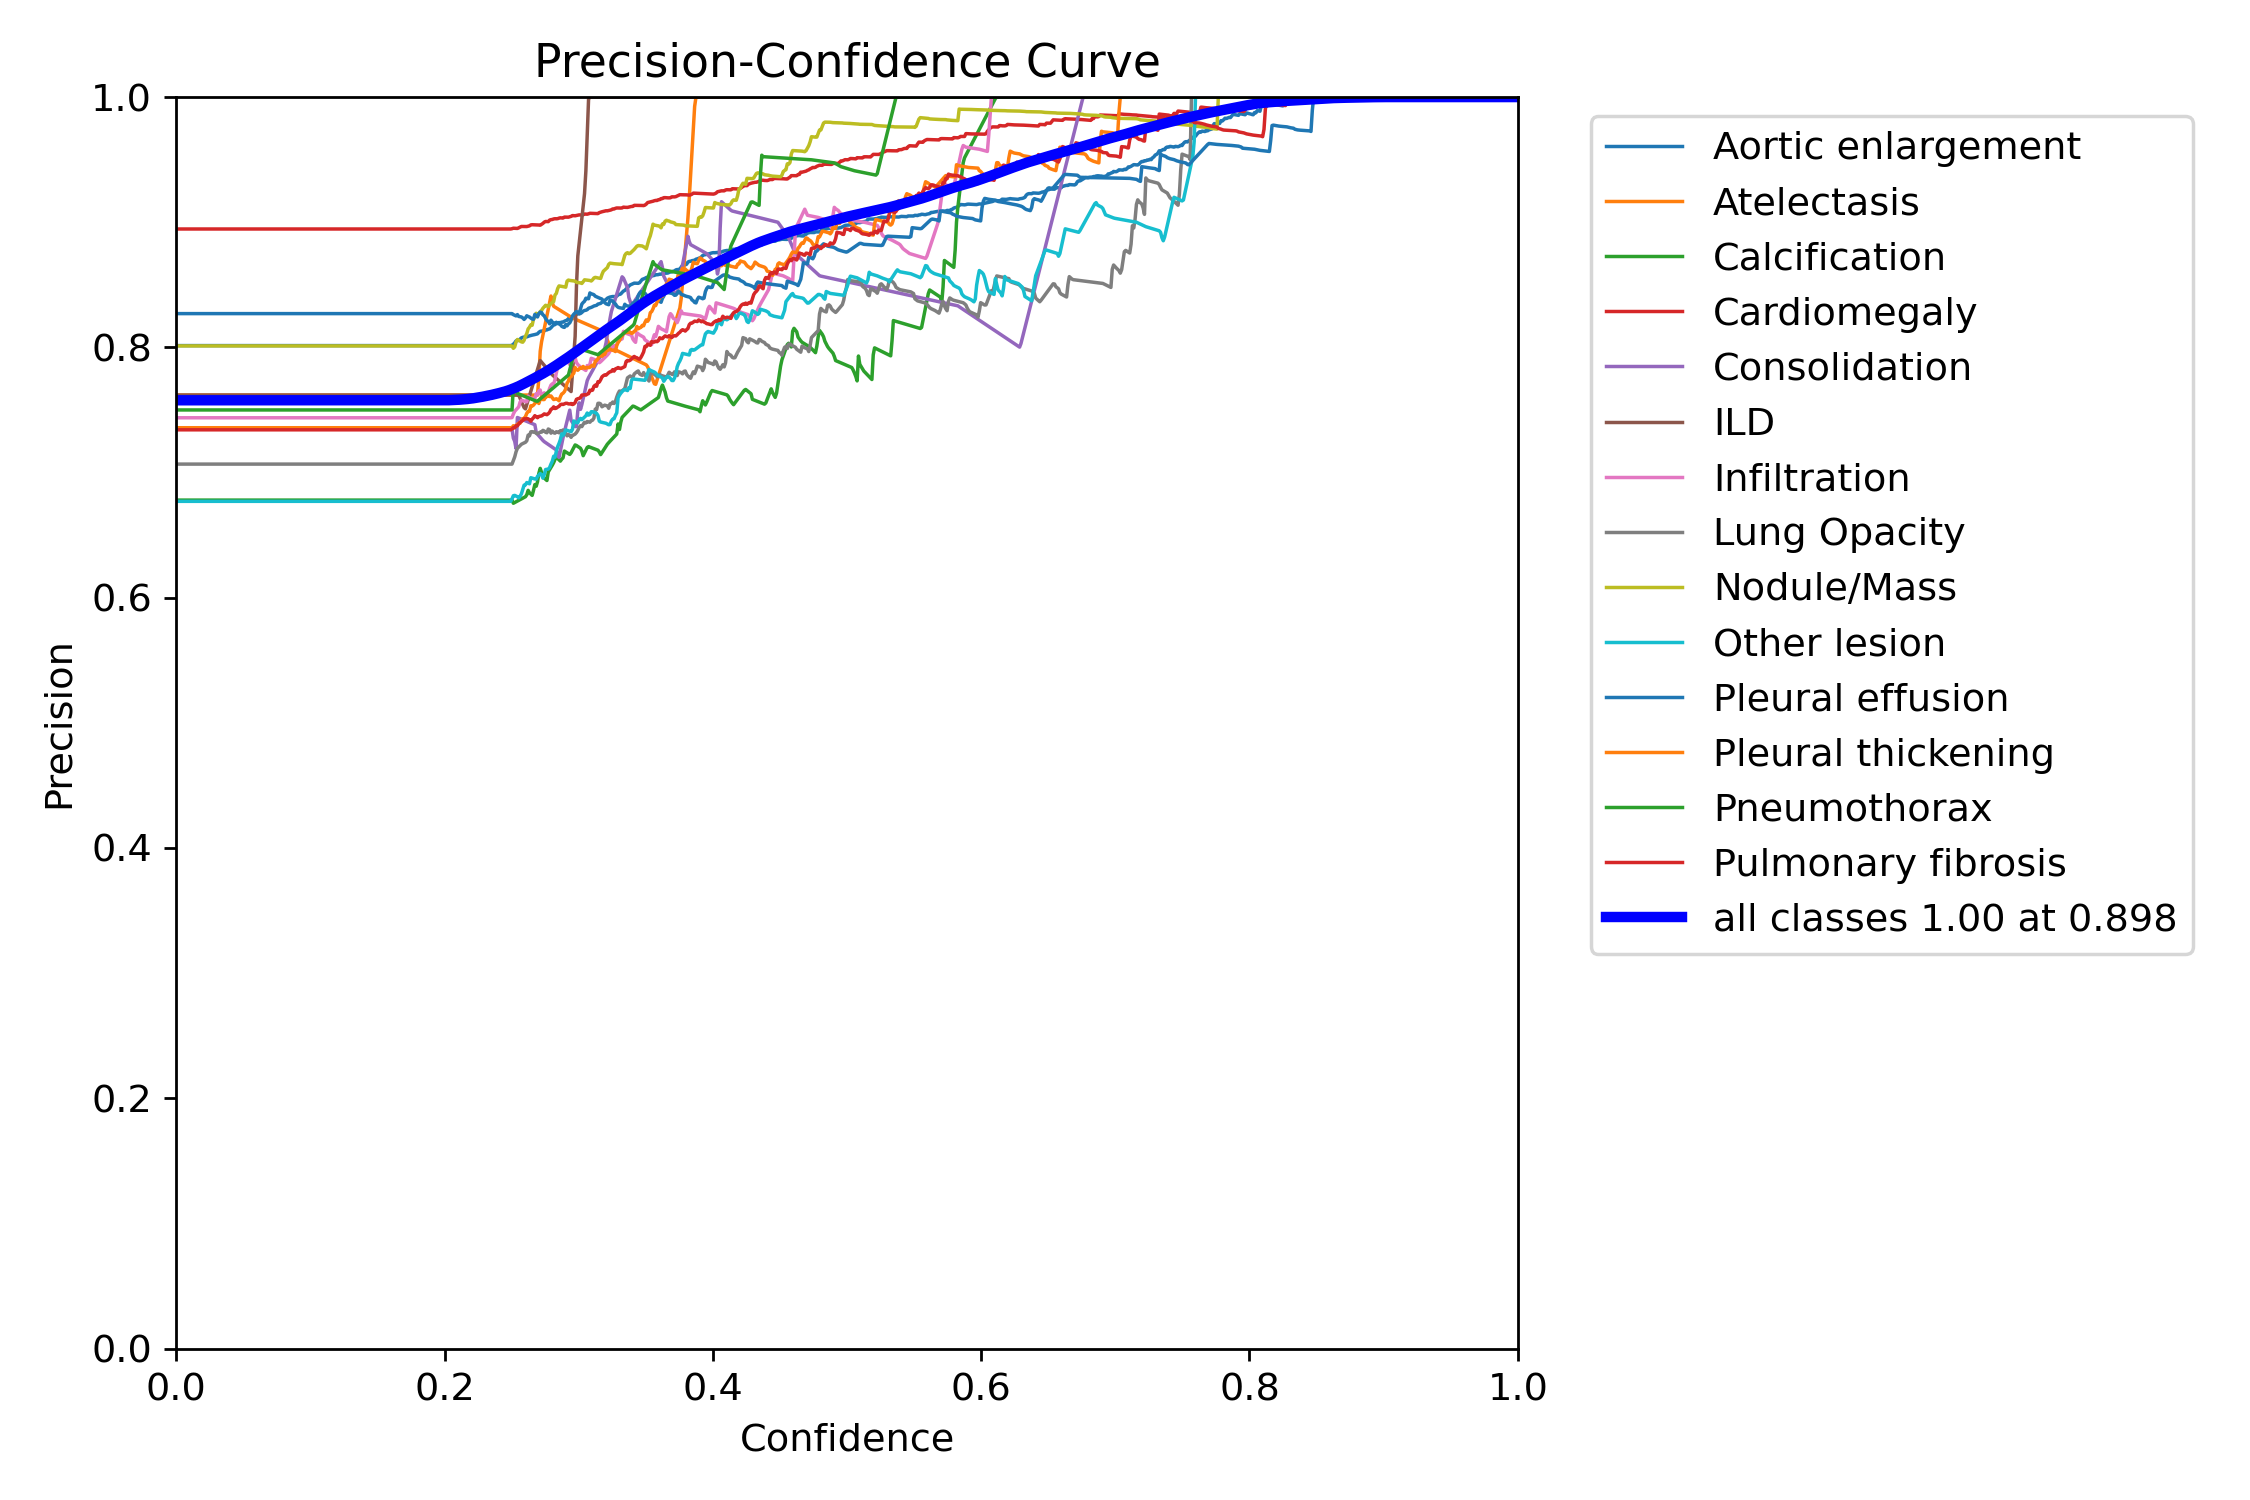 Precision-Confidence Curve
1.0
0.8
0.6
0.4
0.2
0.0
Precision
0.0 0.2 0.4 0.6 0.8 1.0
Confidence
Aortic enlargement
Atelectasis
Calcification
Cardiomegaly
Consolidation
ILD
Infiltration
Lung Opacity
Nodule/Mass
Other lesion
Pleural effusion
Pleural thickening
Pneumothorax
Pulmonary fibrosis
all classes 1.00 at 0.898